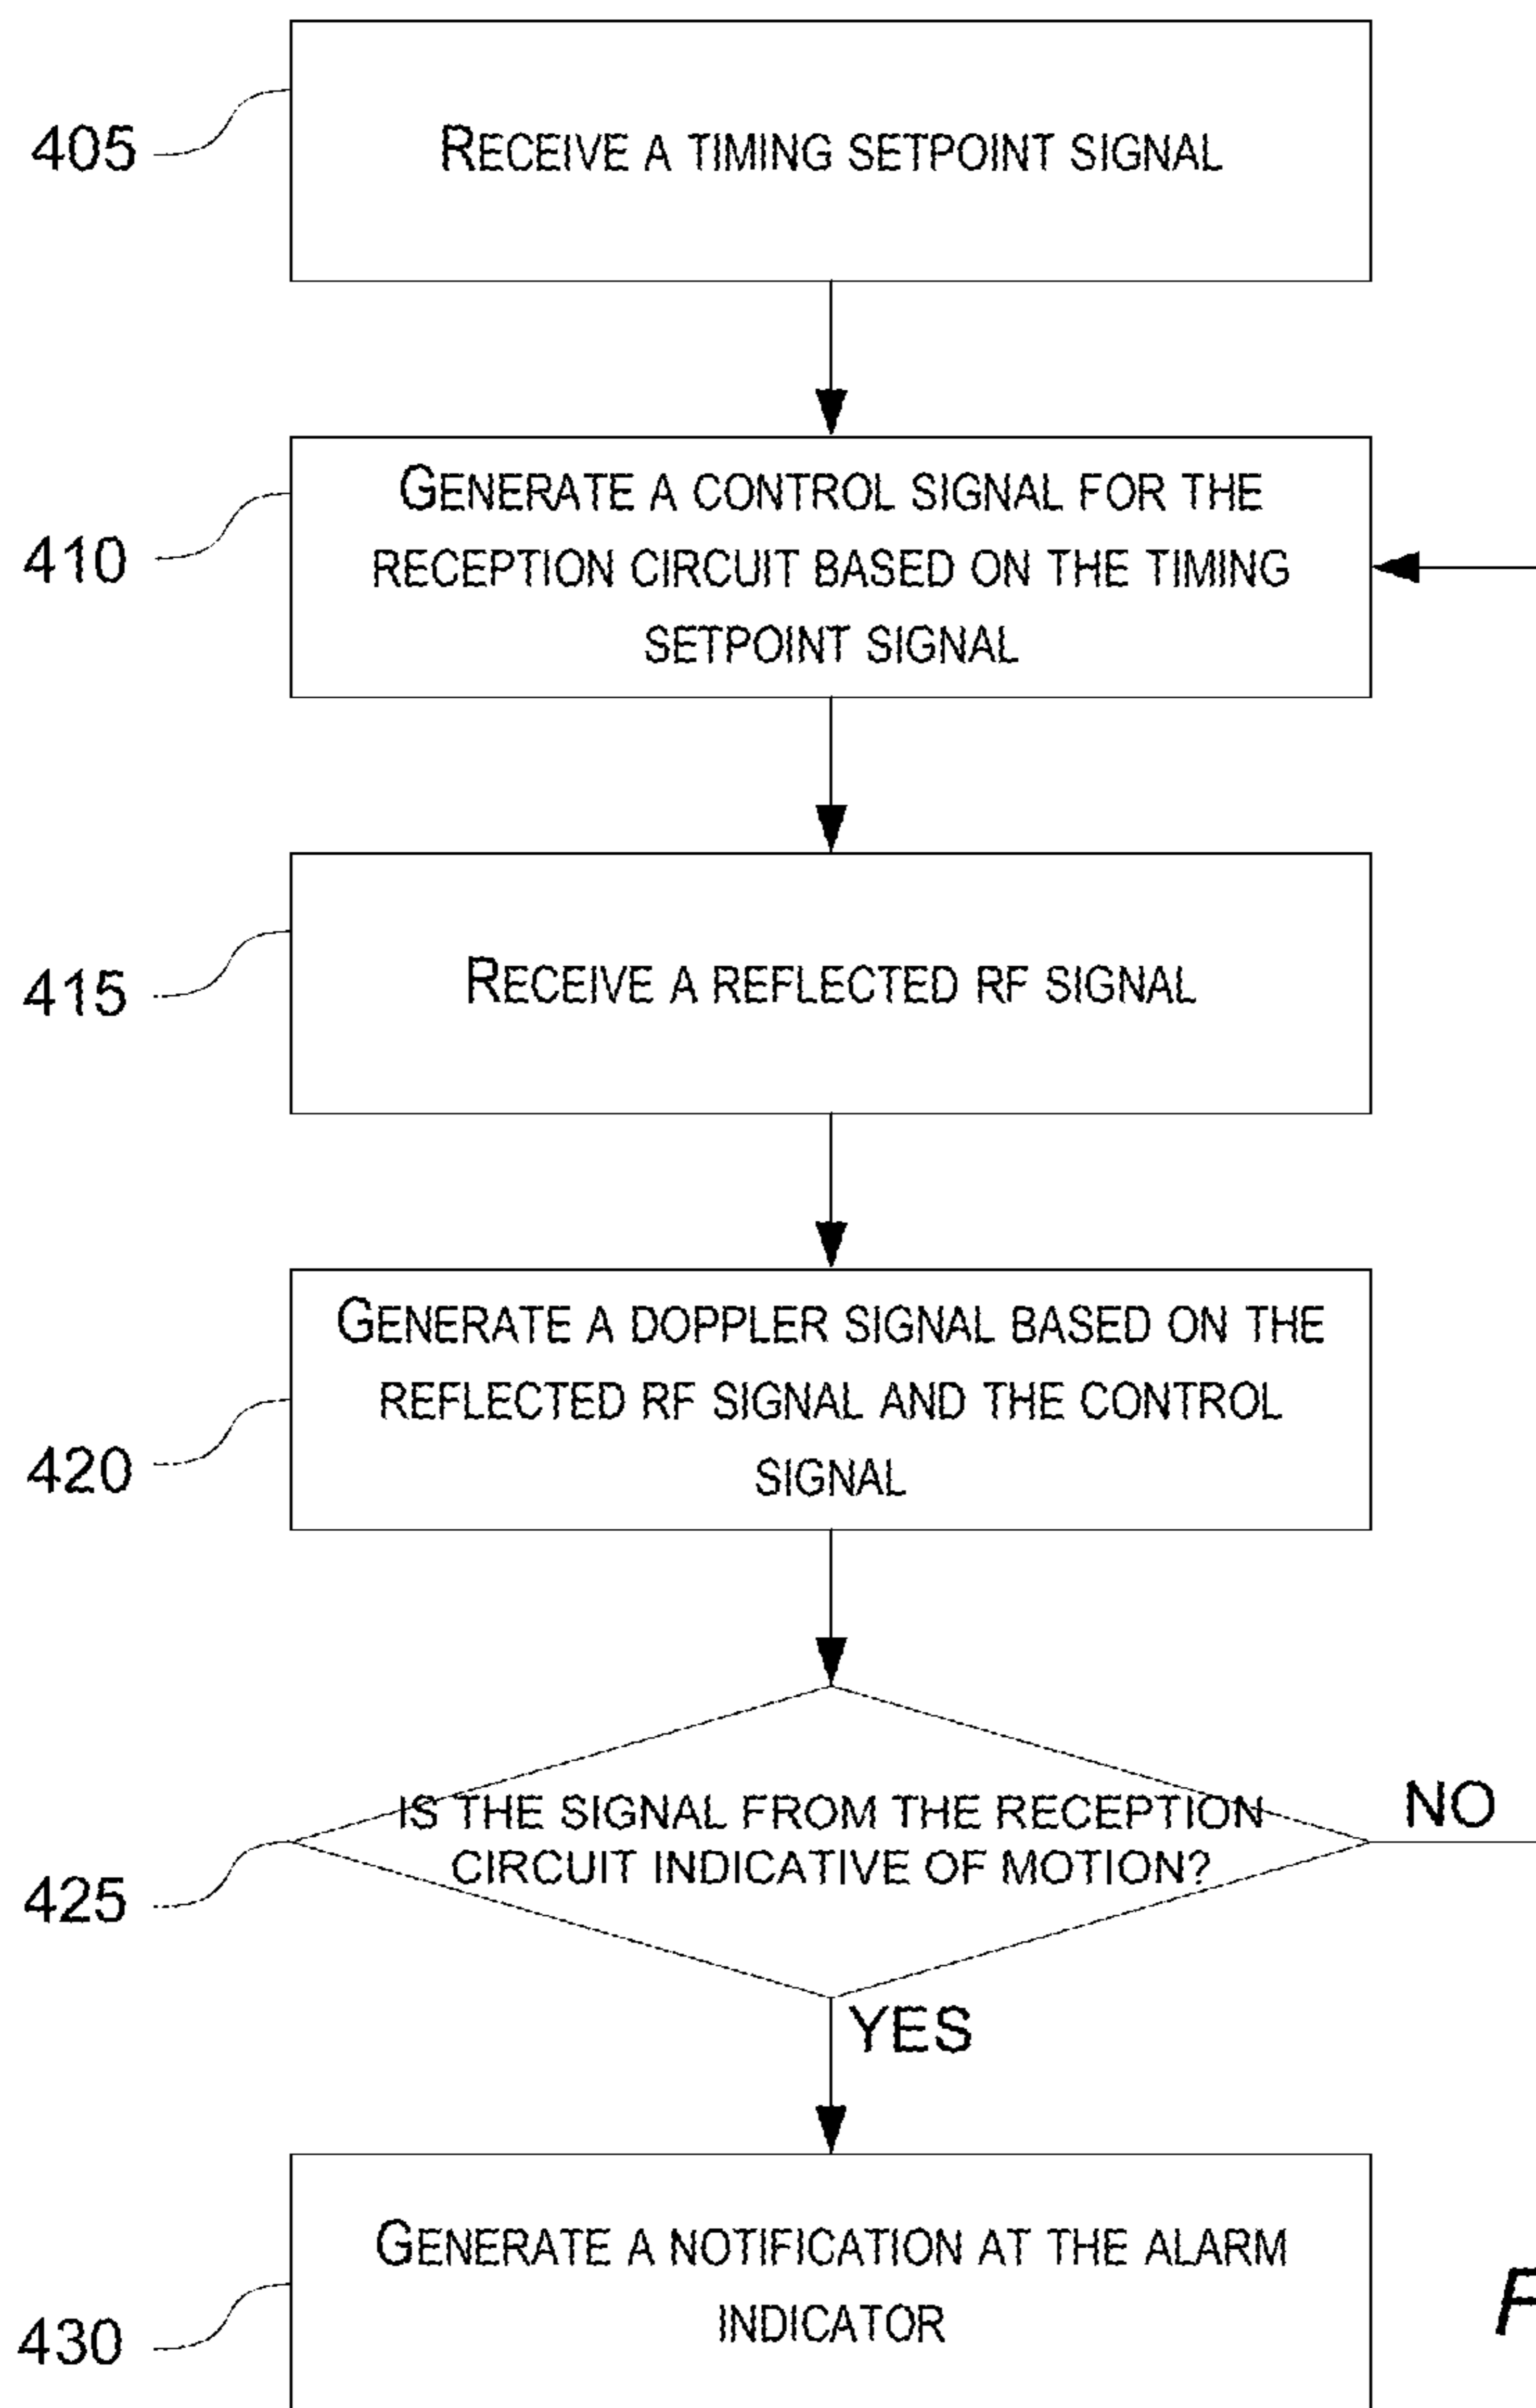 405
RECEIVE A TIMING SETPOINT SIGNAL
410
GENERATE A CONTROL SIGNAL FOR THE
RECEPTION CIRCUIT BASED ON THE TIMING
SETPOINT SIGNAL
415
RECEIVE A REFLECTED RF SIGNAL
420
GENERATE A DOPPLER SIGNAL BASED ON THE
REFLECTED RF SIGNAL AND THE CONTROL
SIGNAL
425
IS THE SIGNAL FROM THE RECEPTION
CIRCUIT INDICATIVE OF MOTION?
NO
YES
430
GENERATE A NOTIFICATION AT THE ALARM
INDICATOR
F